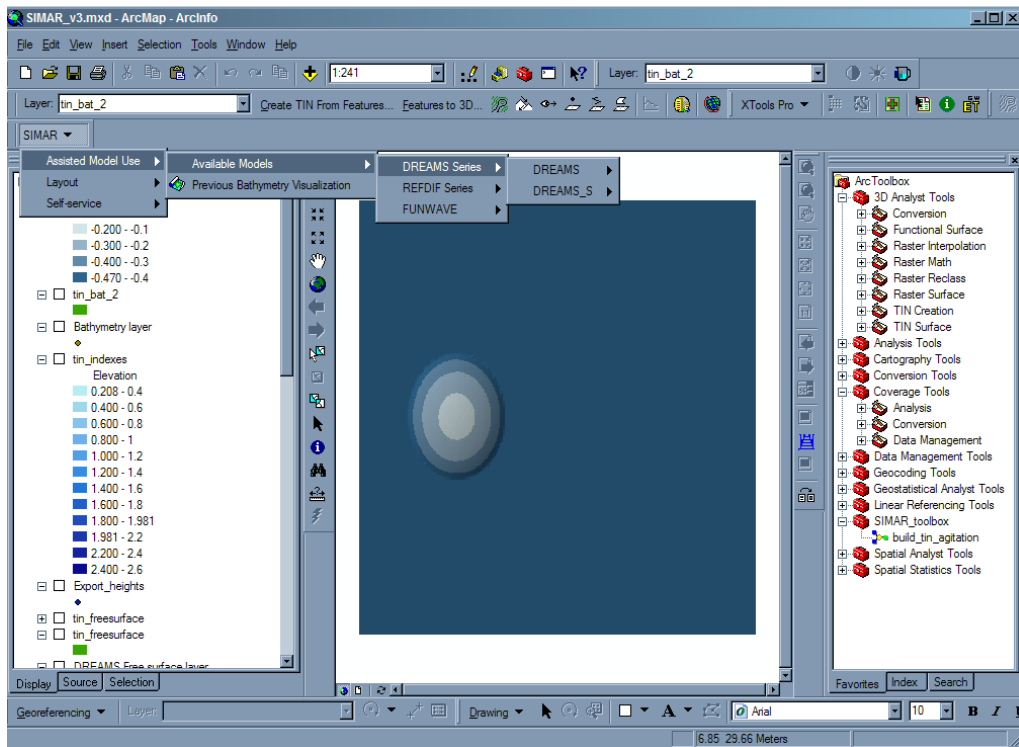 SIMAR_v3.mxd - ArcMap - ArcInfo
File Edit View Insert Selection Tools Window Help
1:241 Layer: tin_bat_2
Layer: tin_bat_2 Create TIN From Features... Features to 3D... XTools Pro ET
SIMAR
Assisted Model Use
Layout
Self-service
Available Models
Previous Bathymetry Visualization
DREAMS Series
REFDIF Series
FUNWAVE
DREAMS
DREAMS_S
-0.200 - -0.1
-0.300 - -0.2
-0.400 - -0.3
-0.470 - -0.4
tin_bat_2
Bathymetry layer
tin_indexes
Elevation
0.208 - 0.4
0.400 - 0.6
0.600 - 0.8
0.800 - 1
1.000 - 1.2
1.200 - 1.4
1.400 - 1.6
1.600 - 1.8
1.800 - 1.981
1.981 - 2.2
2.200 - 2.4
2.400 - 2.6
Export_heights
tin_freesurface
tin_freesurface
DREAMS Free surface layer
Display Source Selection
ArcToolbox
3D Analyst Tools
Conversion
Functional Surface
Raster Interpolation
Raster Math
Raster Reclass
Raster Surface
TIN Creation
TIN Surface
Analysis Tools
Cartography Tools
Conversion Tools
Coverage Tools
Analysis
Conversion
Data Management
Data Management Tools
Geocoding Tools
Geostatistical Analyst Tools
Linear Referencing Tools
SIMAR_toolbox
build_tin_agitation
Spatial Analyst Tools
Spatial Statistics Tools
Favorites Index Search
Georeferencing Layer: Drawing A Arial 10 B I
6.85 29.66 Meters